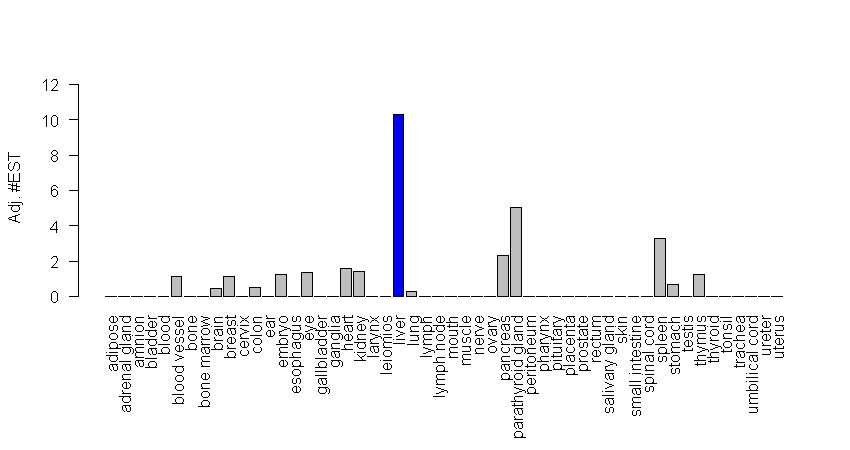 12
10
8
6
4
2
0
Adj. #EST
adipose
adrenal gland
amnion
bladder
blood
blood vessel
bone
bone marrow
brain
breast
cervix
colon
ear
embryo
esophagus
eye
gallbladder
ganglia
heart
kidney
larynx
leiomios
liver
lung
lymph
lymph node
mouth
muscle
nerve
ovary
pancreas
parathyroid gland
peritoneum
pharynx
pituitary
placenta
prostate
rectum
salivary gland
skin
small intestine
spinal cord
spleen
stomach
testis
thymus
thyroid
tonsil
trachea
umbilical cord
ureter
uterus